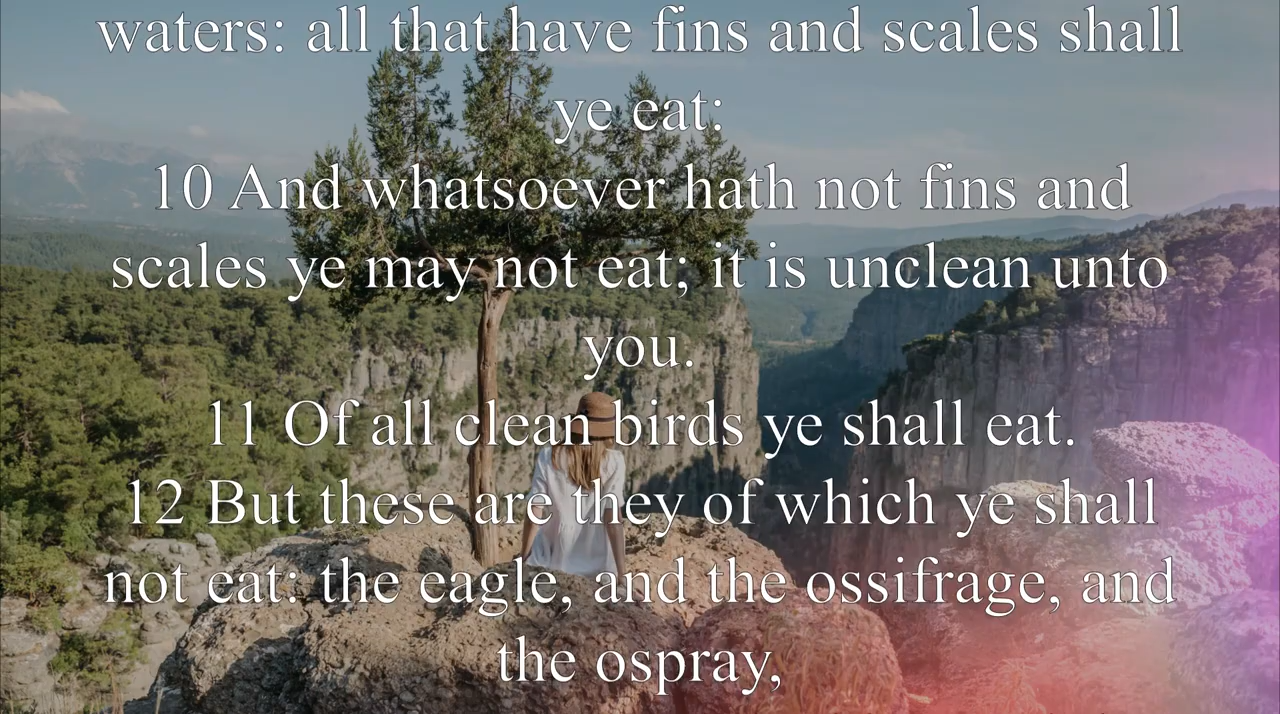 waters: all that have fins and scales shall
ye eat:
10 And whatsoever hath not fins and
scales ye may not eat; it is unclean unto
you.
11 Of all clean birds ye shall eat.
12 But these are they of which ye shall
not eat: the eagle, and the ossifrage, and
the ospray,